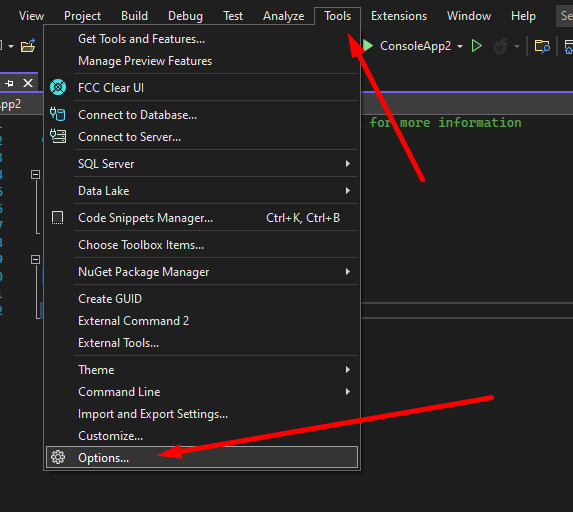 View Project Build Debug Test Analyze Tools Extensions Window Help
ConsoleApp2
App2
for more information
Get Tools and Features...
Manage Preview Features
FCC Clear UI
Connect to Database...
Connect to Server...
SQL Server
Data Lake
Code Snippets Manager... Ctrl+K, Ctrl+B
Choose Toolbox Items...
NuGet Package Manager
Create GUID
External Command 2
External Tools...
Theme
Command Line
Import and Export Settings...
Customize...
Options...